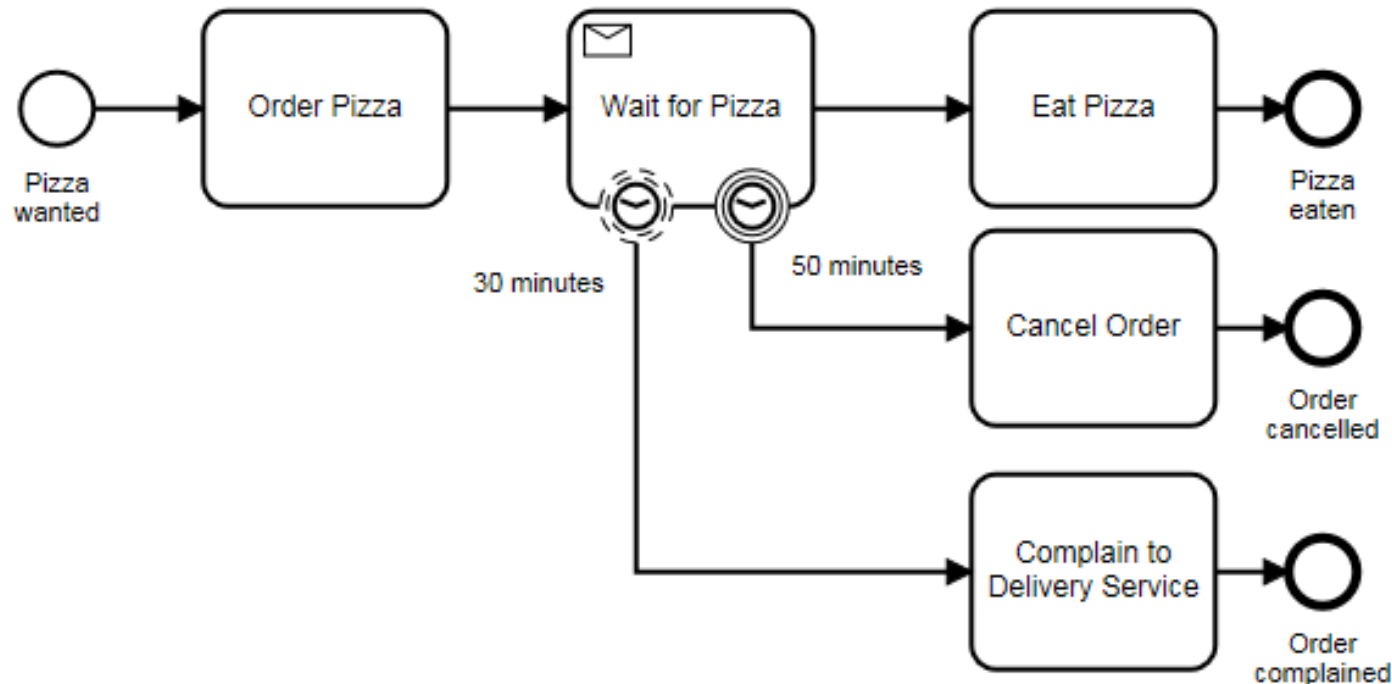 Order Pizza
Wait for Pizza
Eat Pizza
Pizza
wanted
Pizza
eaten
30 minutes
50 minutes
Cancel Order
Order
cancelled
Complain to
Delivery Service
Order
complained